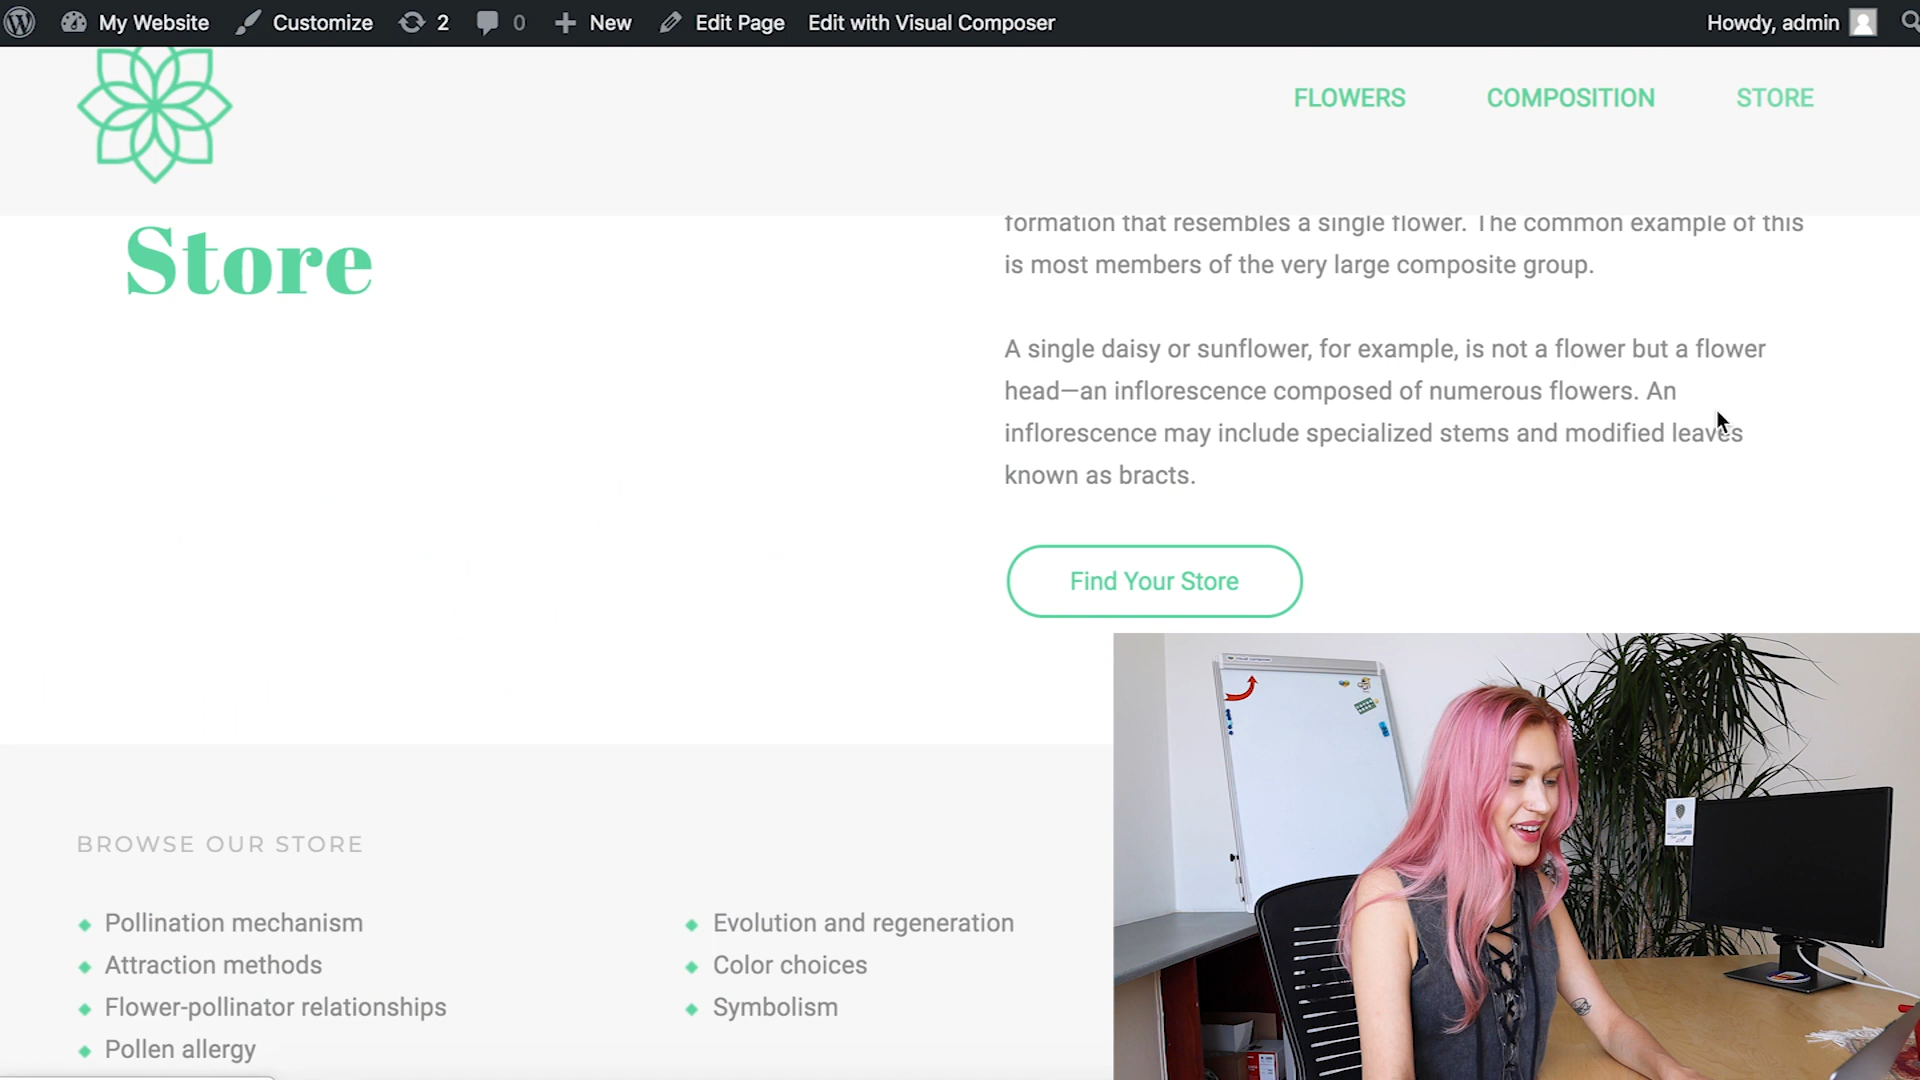 My Website Customize 2 0 New Edit Page Edit with Visual Composer Howdy, admin
FLOWERS COMPOSITION STORE
Store
formation that resembles a single flower. The common example of this
is most members of the very large composite group.
A single daisy or sunflower, for example, is not a flower but a flower
head—an inflorescence composed of numerous flowers. An
inflorescence may include specialized stems and modified leaves
known as bracts.
Find Your Store
BROWSE OUR STORE
Pollination mechanism
Attraction methods
Flower-pollinator relationships
Pollen allergy
Evolution and regeneration
Color choices
Symbolism